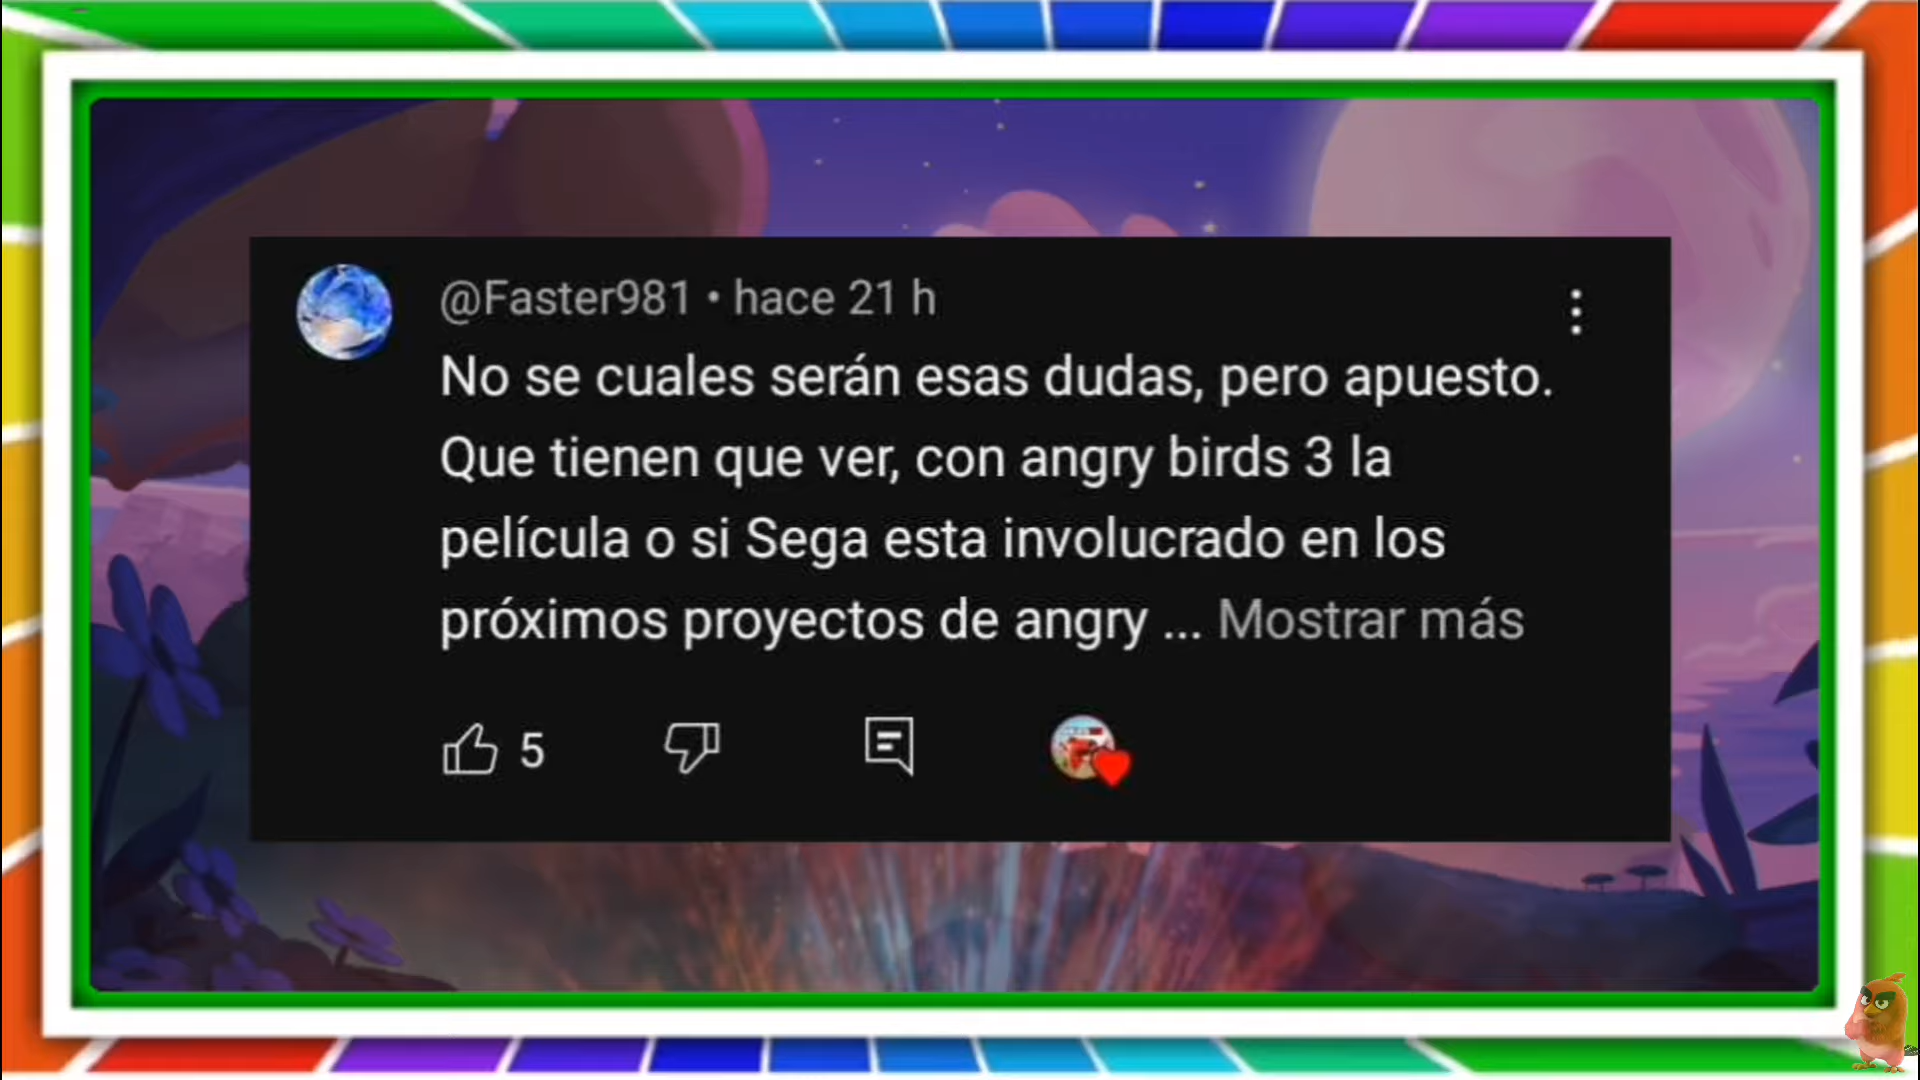 @Faster981 • hace 21 h
No se cuales serán esas dudas, pero apuesto.
Que tienen que ver, con angry birds 3 la
película o si Sega esta involucrado en los
próximos proyectos de angry ... Mostrar más
5